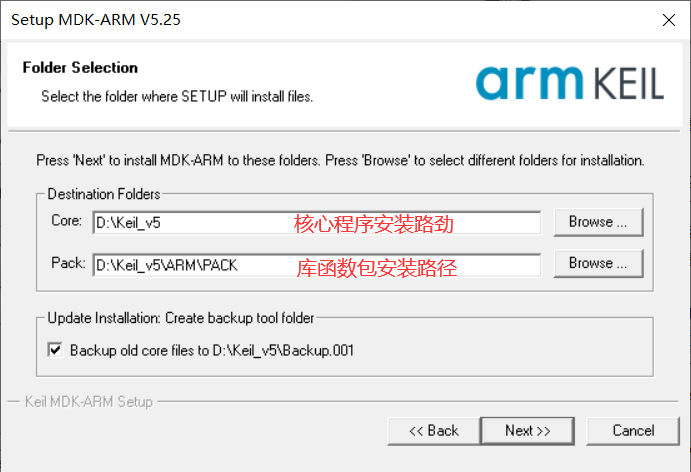 Setup MDK-ARM V5.25
Folder Selection
Select the folder where SETUP will install files.
arm KEIL
Press 'Next' to install MDK-ARM to these folders. Press 'Browse' to select different folders for installation.
Destination Folders
Core: D:\Keil_v5 核心程序安装路劲 Browse ...
Pack: D:\Keil_v5\ARM\PACK 库函数包安装路径 Browse ...
Update Installation: Create backup tool folder
Backup old core files to D:\Keil_v5\Backup.001
Keil MDK-ARM Setup
<< Back Next >> Cancel